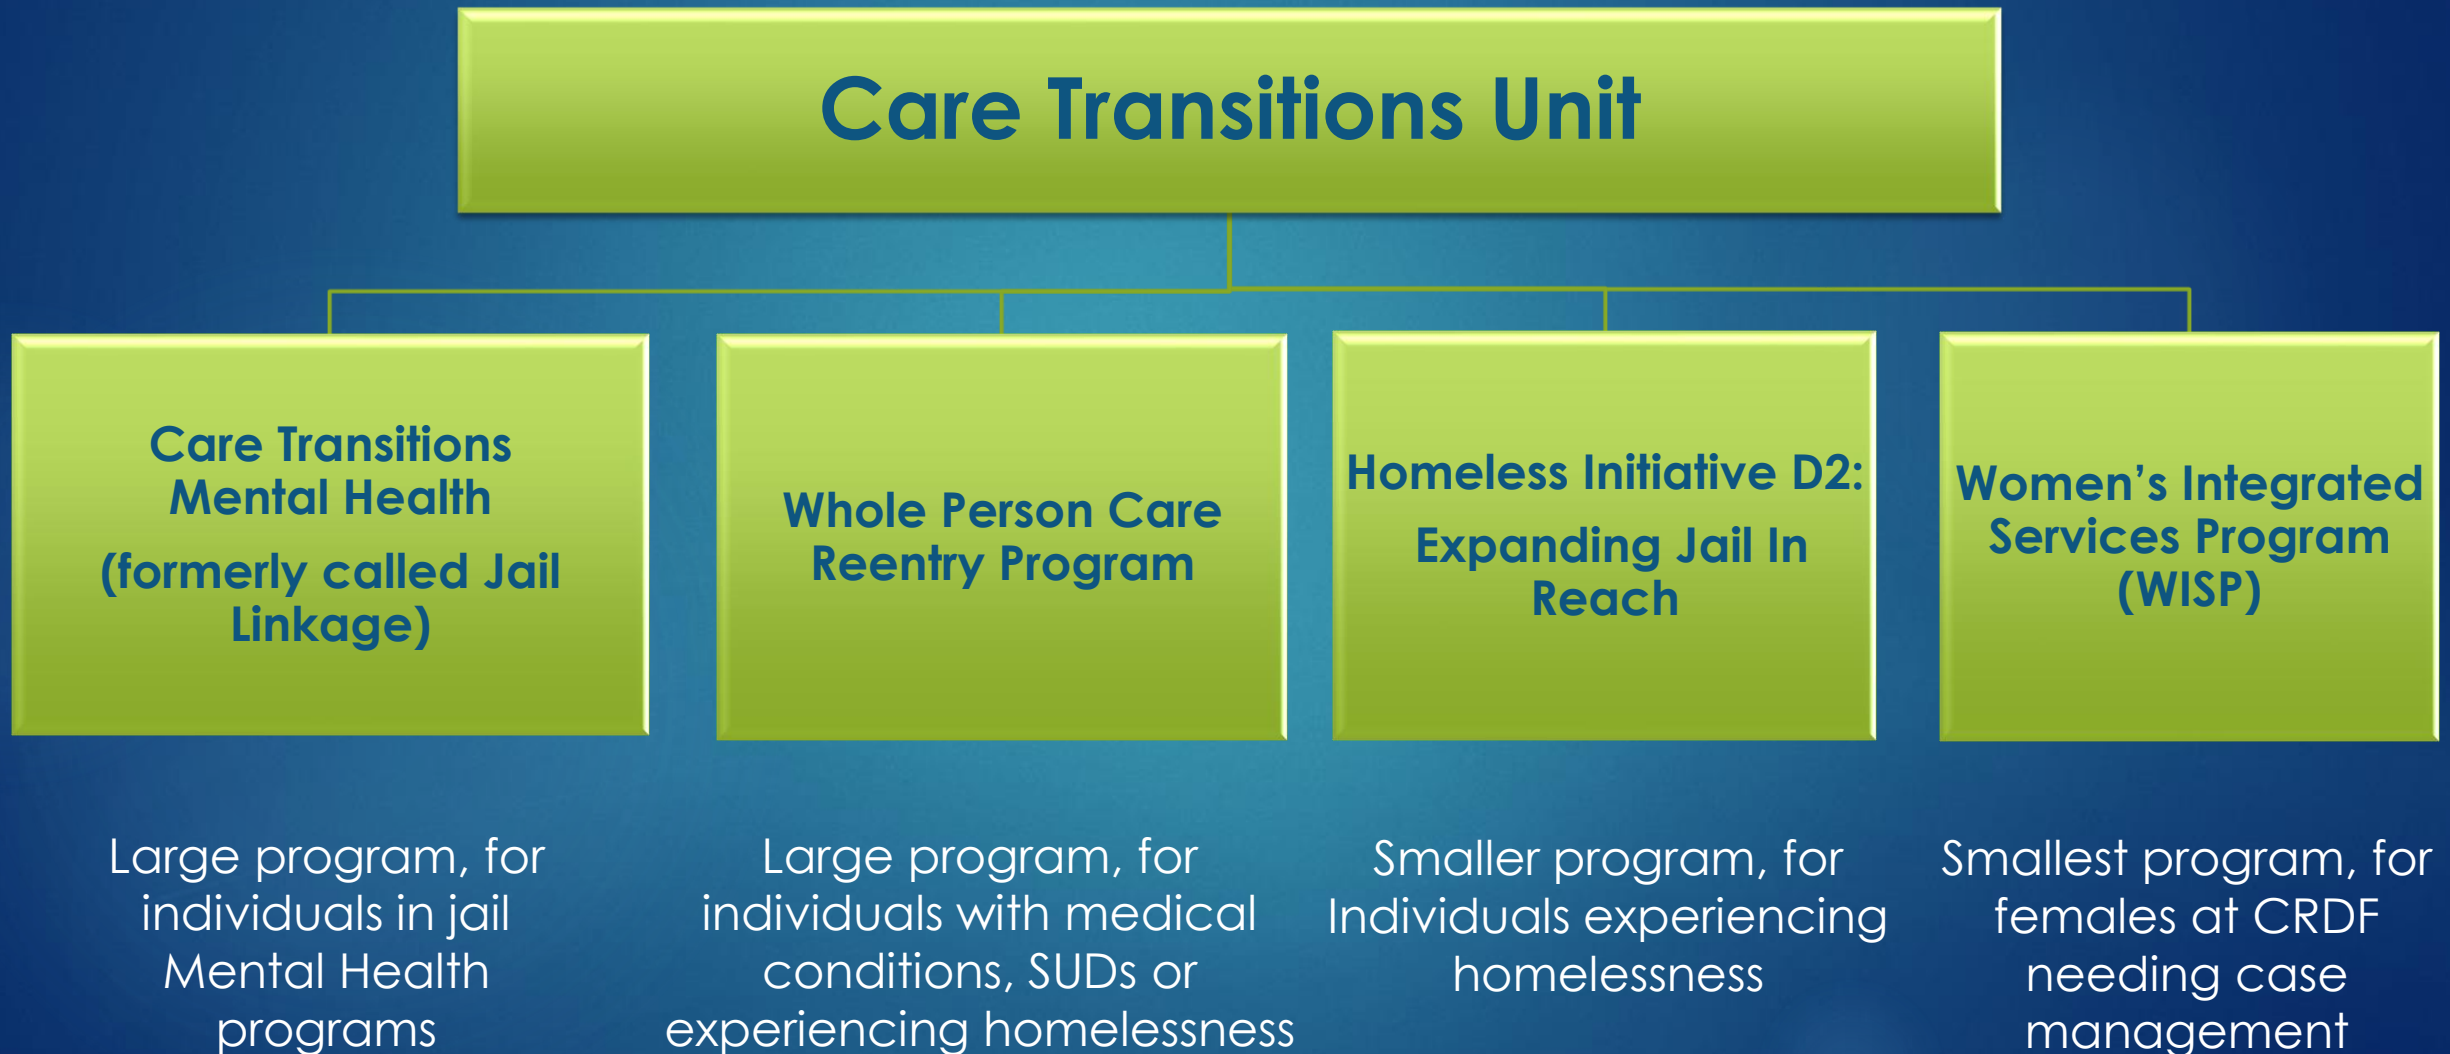 Care Transitions Unit
Care Transitions
Mental Health
(formerly called Jail
Linkage)
Whole Person Care
Reentry Program
Homeless Initiative D2:
Expanding Jail In
Reach
Women’s Integrated
Services Program
(WISP)
Large program, for
individuals in jail
Mental Health
programs
Large program, for
individuals with medical
conditions, SUDs or
experiencing homelessness
Smaller program, for
Individuals experiencing
homelessness
Smallest program, for
females at CRDF
needing case
management